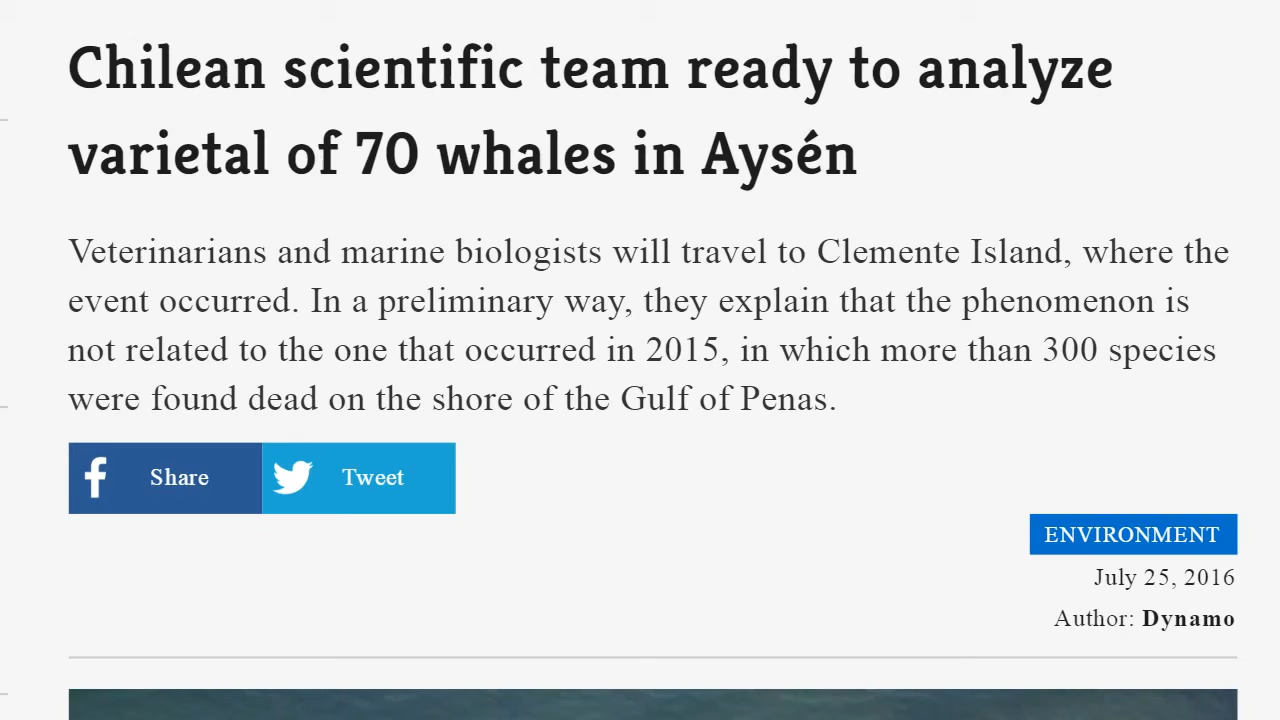 Chilean scientific team ready to analyze
varietal of 70 whales in Aysén
Veterinarians and marine biologists will travel to Clemente Island, where the
event occurred. In a preliminary way, they explain that the phenomenon is
not related to the one that occurred in 2015, in which more than 300 species
were found dead on the shore of the Gulf of Penas.
Share Tweet
ENVIRONMENT
July 25, 2016
Author: Dynamo